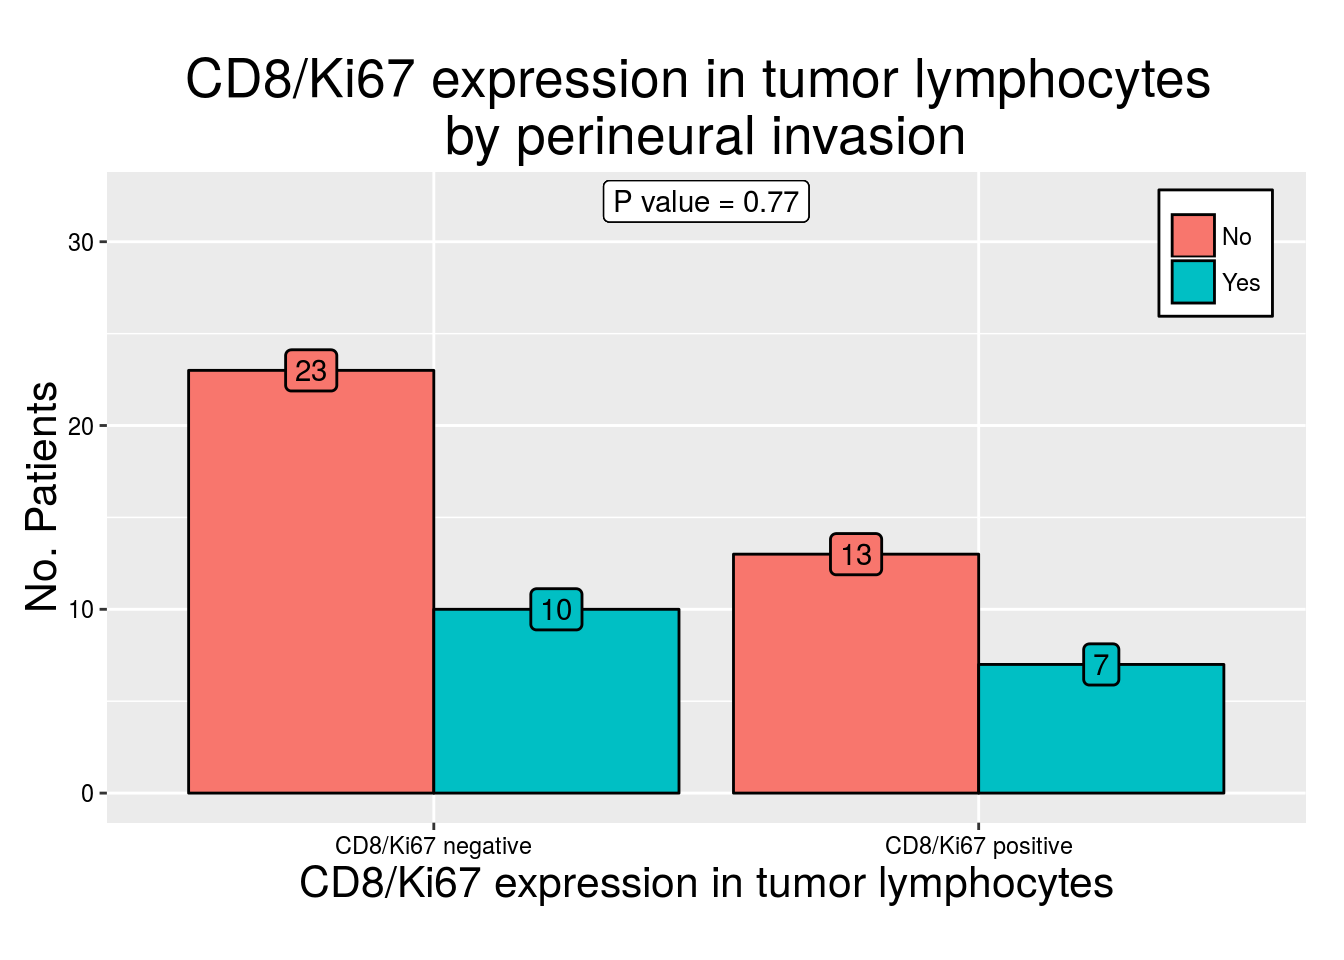 CD8/Ki67 expression in tumor lymphocytes
by perineural invasion
P value = 0.77
No
Yes
No. Patients
30
20
10
0
23
10
13
7
CD8/Ki67 negative
CD8/Ki67 positive
CD8/Ki67 expression in tumor lymphocytes